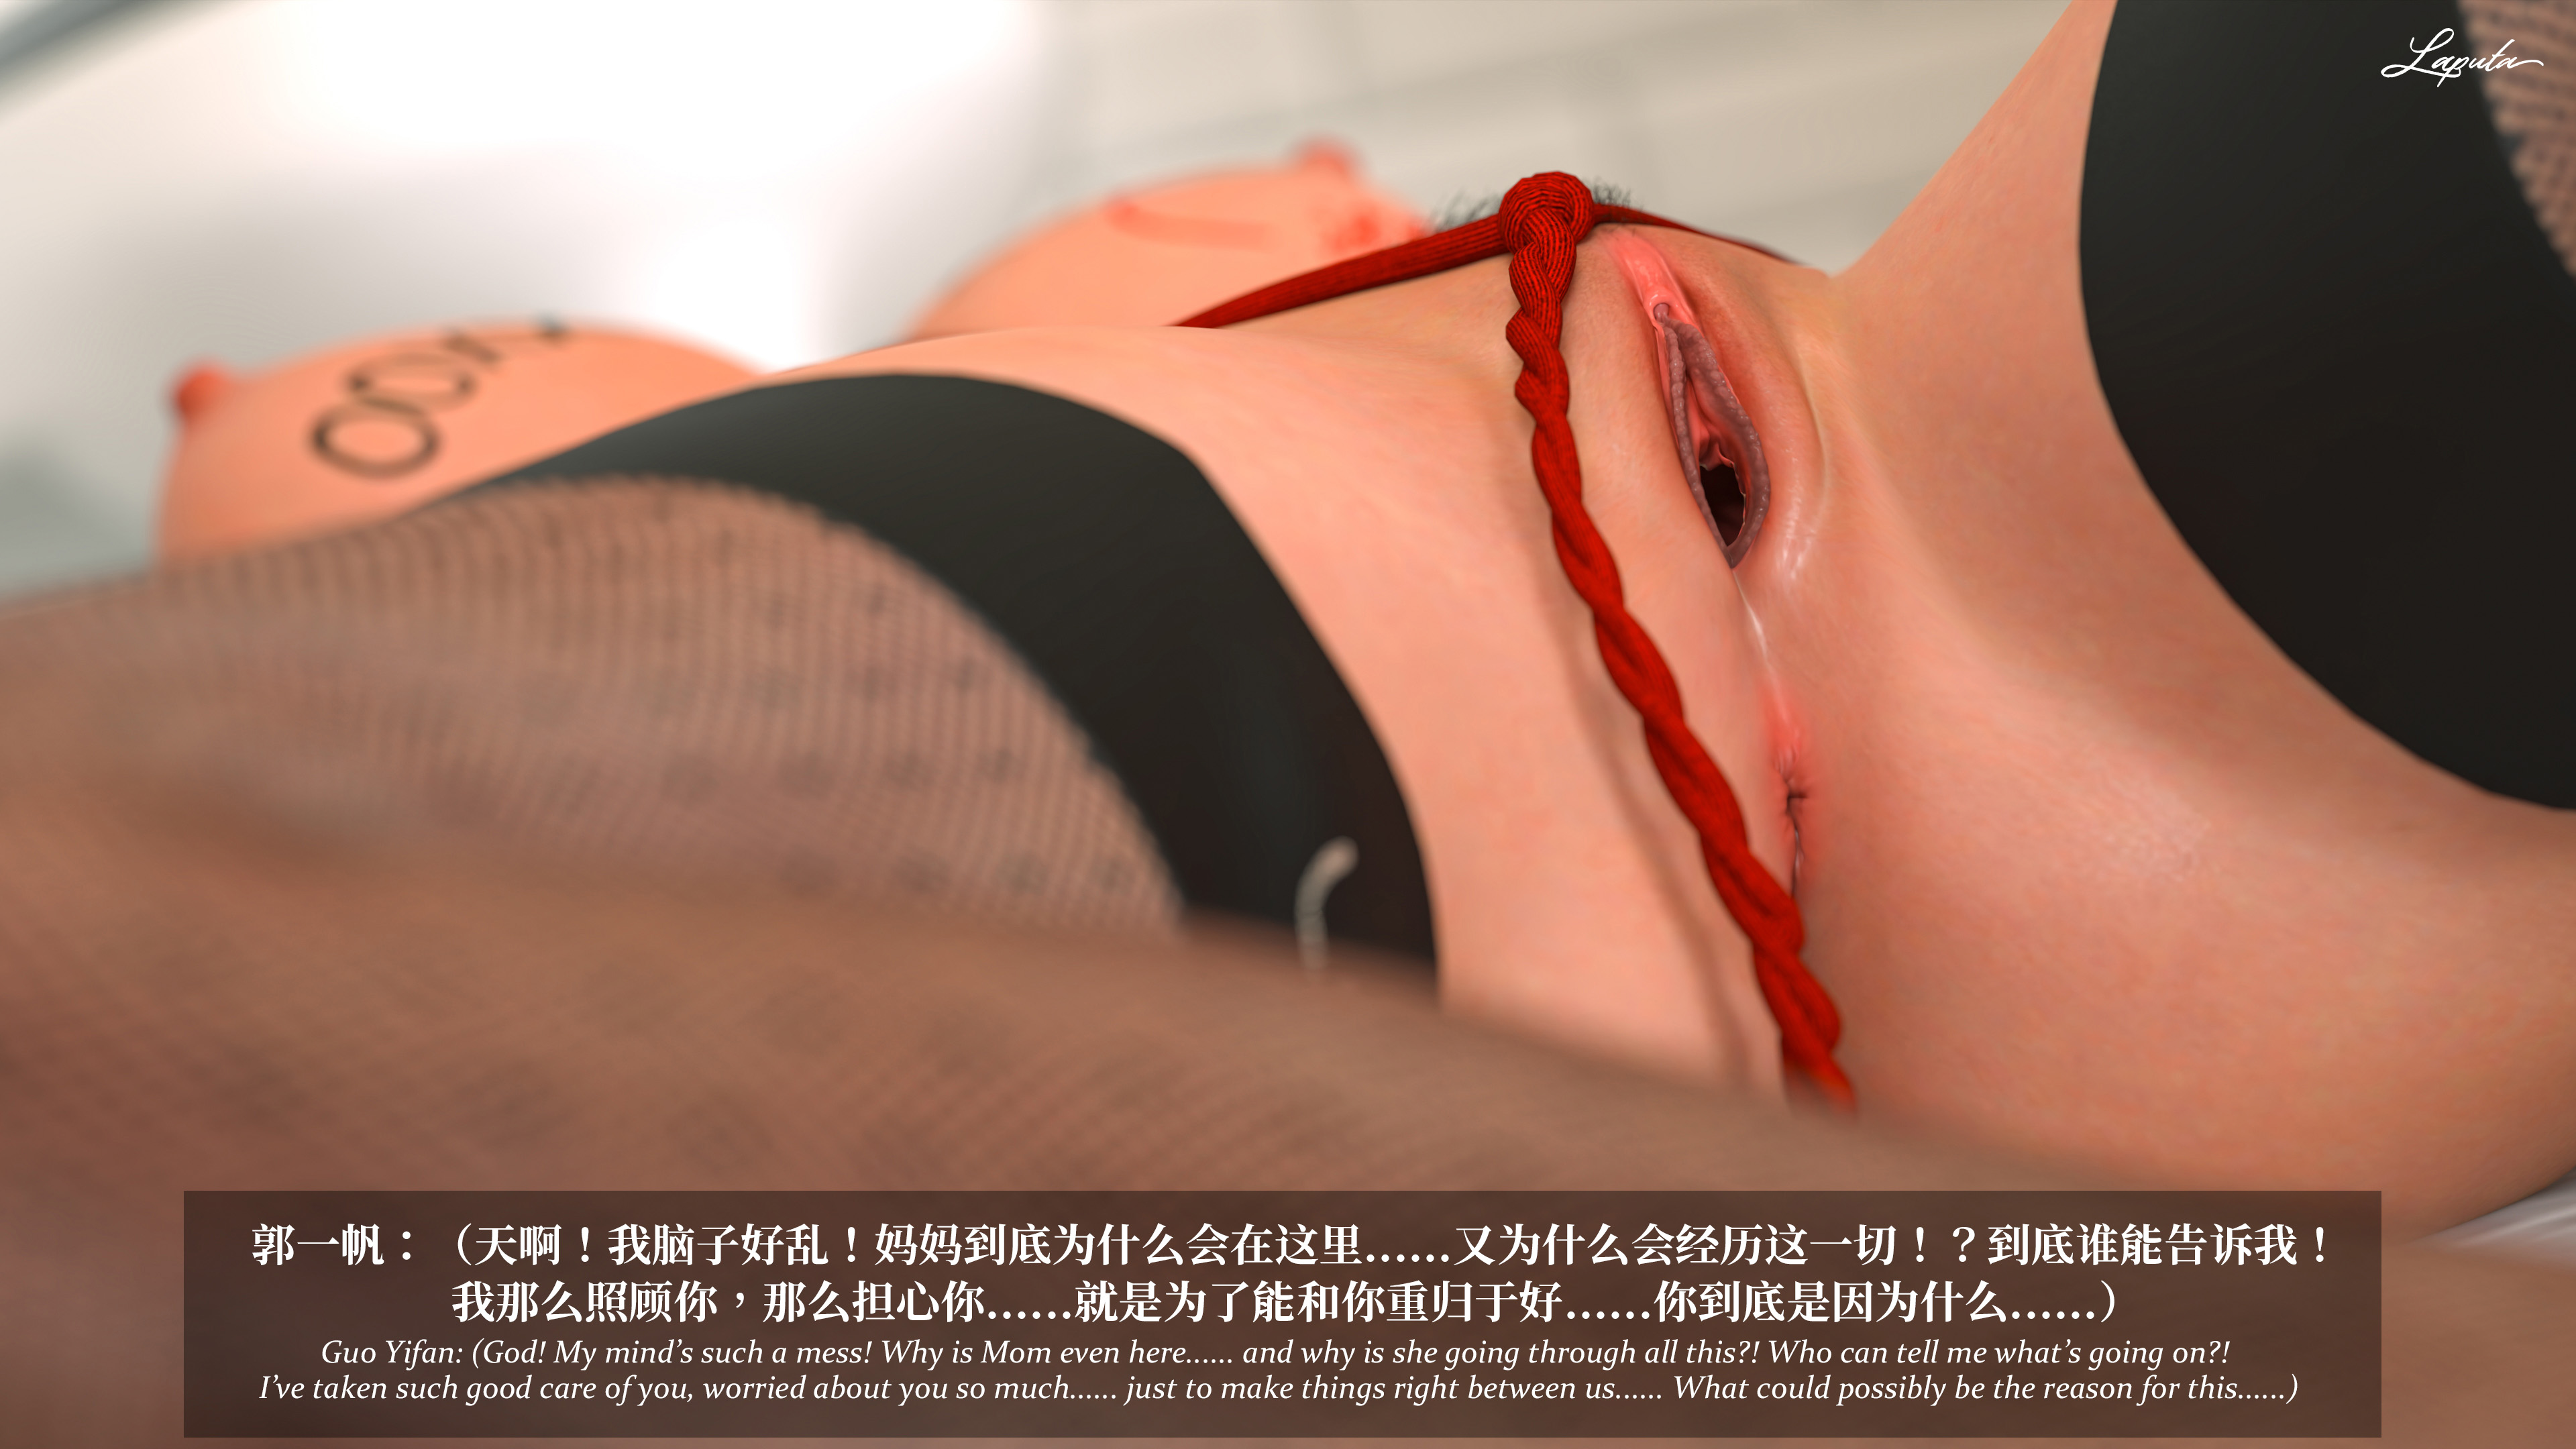 Laputa
郭一帆：（天啊！我脑子好乱！妈妈到底为什么会在这里……又为什么会经历这一切！？到底谁能告诉我！
我那么照顾你，那么担心你……就是为了能和你重归于好……你到底是因为什么……）
Guo Yifan: (God! My mind’s such a mess! Why is Mom even here...... and why is she going through all this?! Who can tell me what’s going on?!
I’ve taken such good care of you, worried about you so much...... just to make things right between us...... What could possibly be the reason for this......)